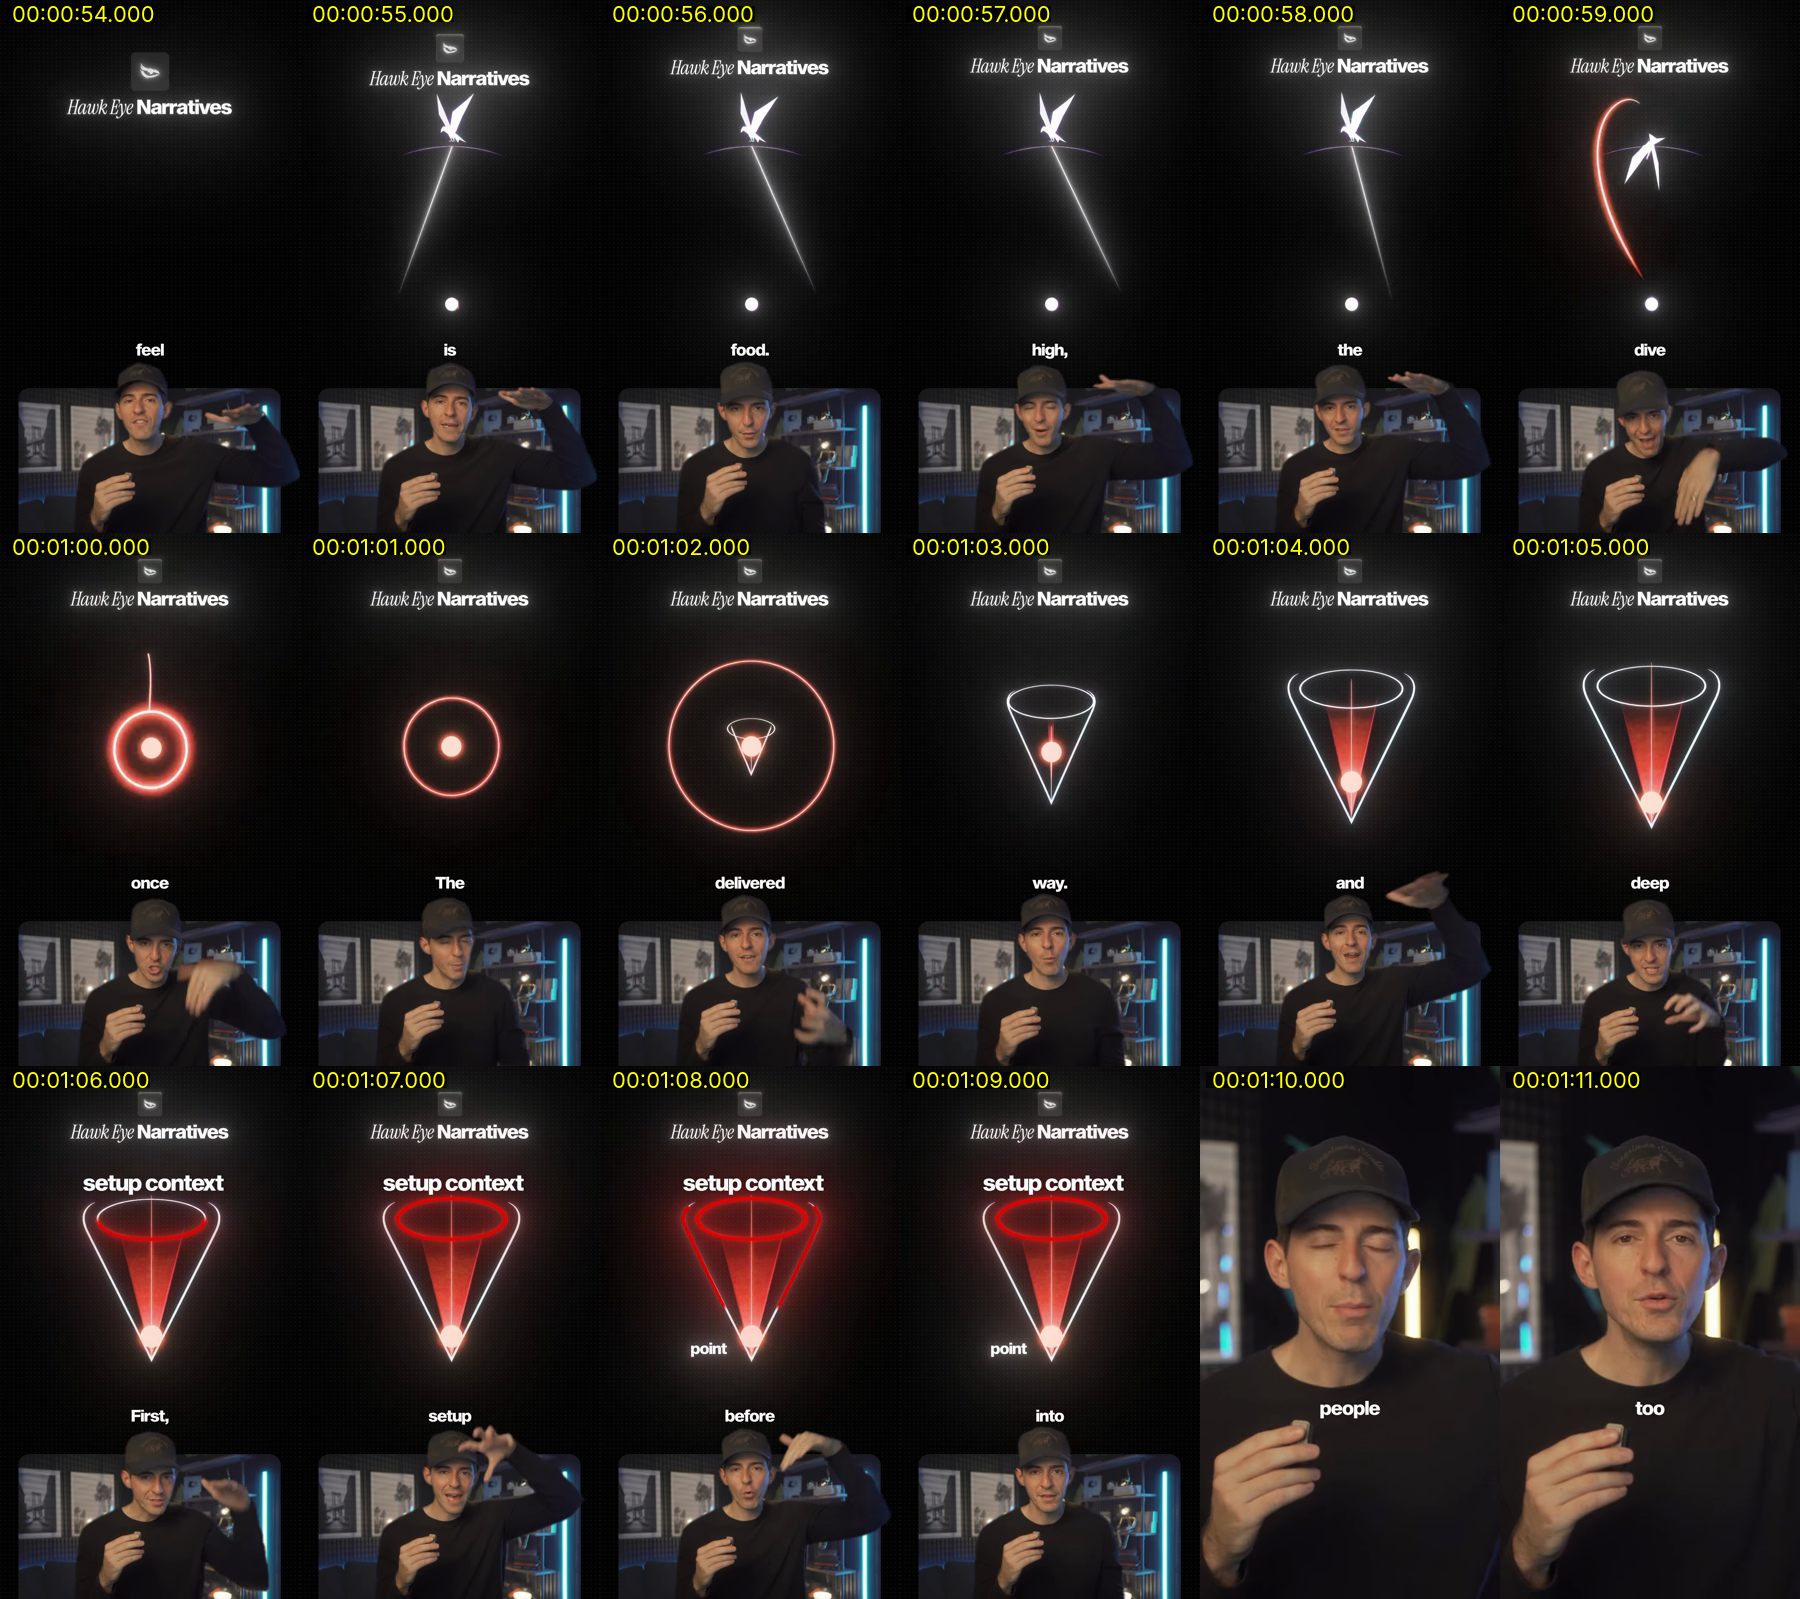 00:00:54.000
Hawk Eye Narratives
feel
00:00:55.000
Hawk Eye Narratives
is
00:00:56.000
Hawk Eye Narratives
food.
00:00:57.000
Hawk Eye Narratives
high,
00:00:58.000
Hawk Eye Narratives
the
00:00:59.000
Hawk Eye Narratives
dive
00:01:00.000
Hawk Eye Narratives
once
00:01:01.000
Hawk Eye Narratives
The
00:01:02.000
Hawk Eye Narratives
delivered
00:01:03.000
Hawk Eye Narratives
way.
00:01:04.000
Hawk Eye Narratives
and
00:01:05.000
Hawk Eye Narratives
deep
00:01:06.000
Hawk Eye Narratives
setup context
First,
00:01:07.000
Hawk Eye Narratives
setup context
setup
00:01:08.000
Hawk Eye Narratives
setup context
point
before
00:01:09.000
Hawk Eye Narratives
setup context
point
into
00:01:10.000
people
00:01:11.000
too